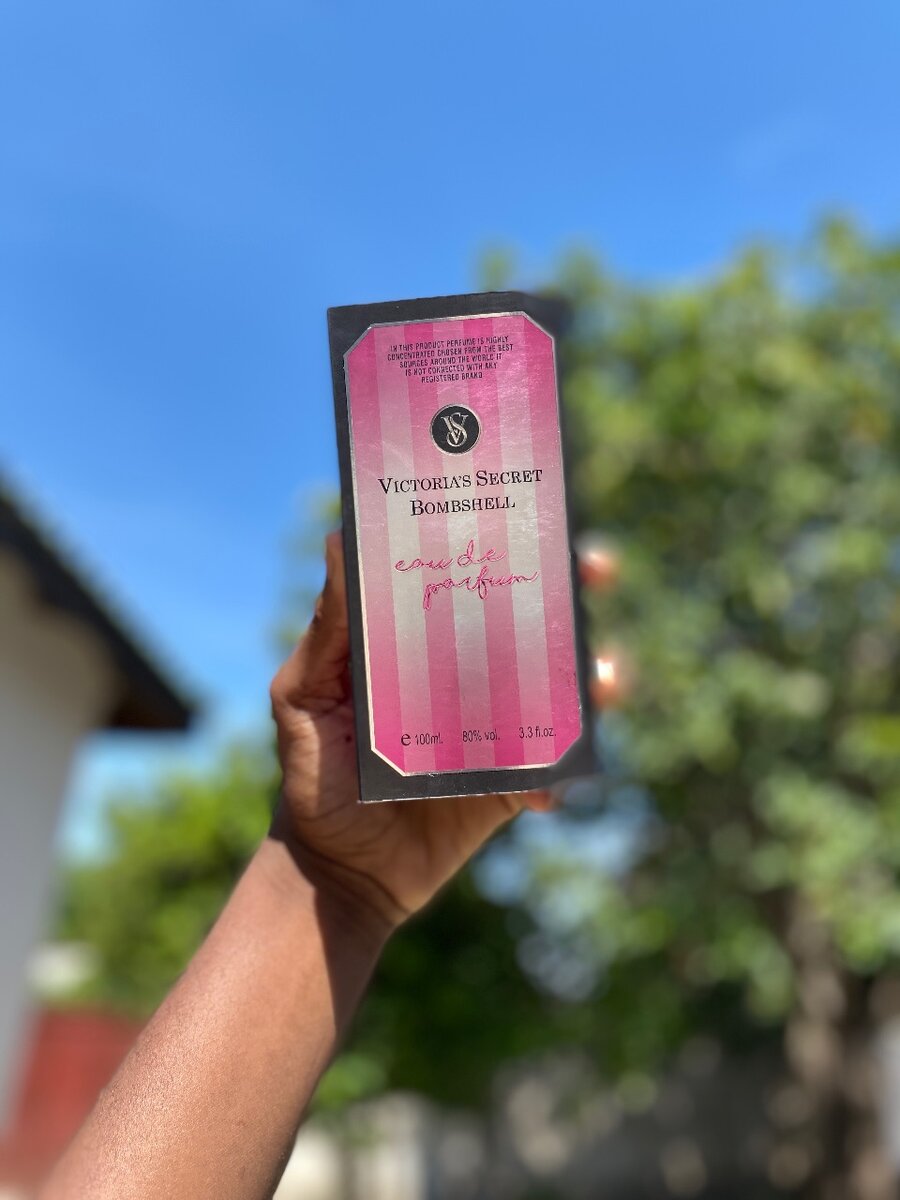 IN THIS PRODUCT PERFUME IS HIGHLY
CONCENTRATED CHOSEN FROM THE BEST
SOURCES AROUND THE WORLD IT
IS NOT CONNECTED WITH ANY
REGISTERED BRAND
VS
VICTORIA'S SECRET
BOMBSHELL
eau de
parfum
e 100ml. 80% vol. 3.3 fl.oz.